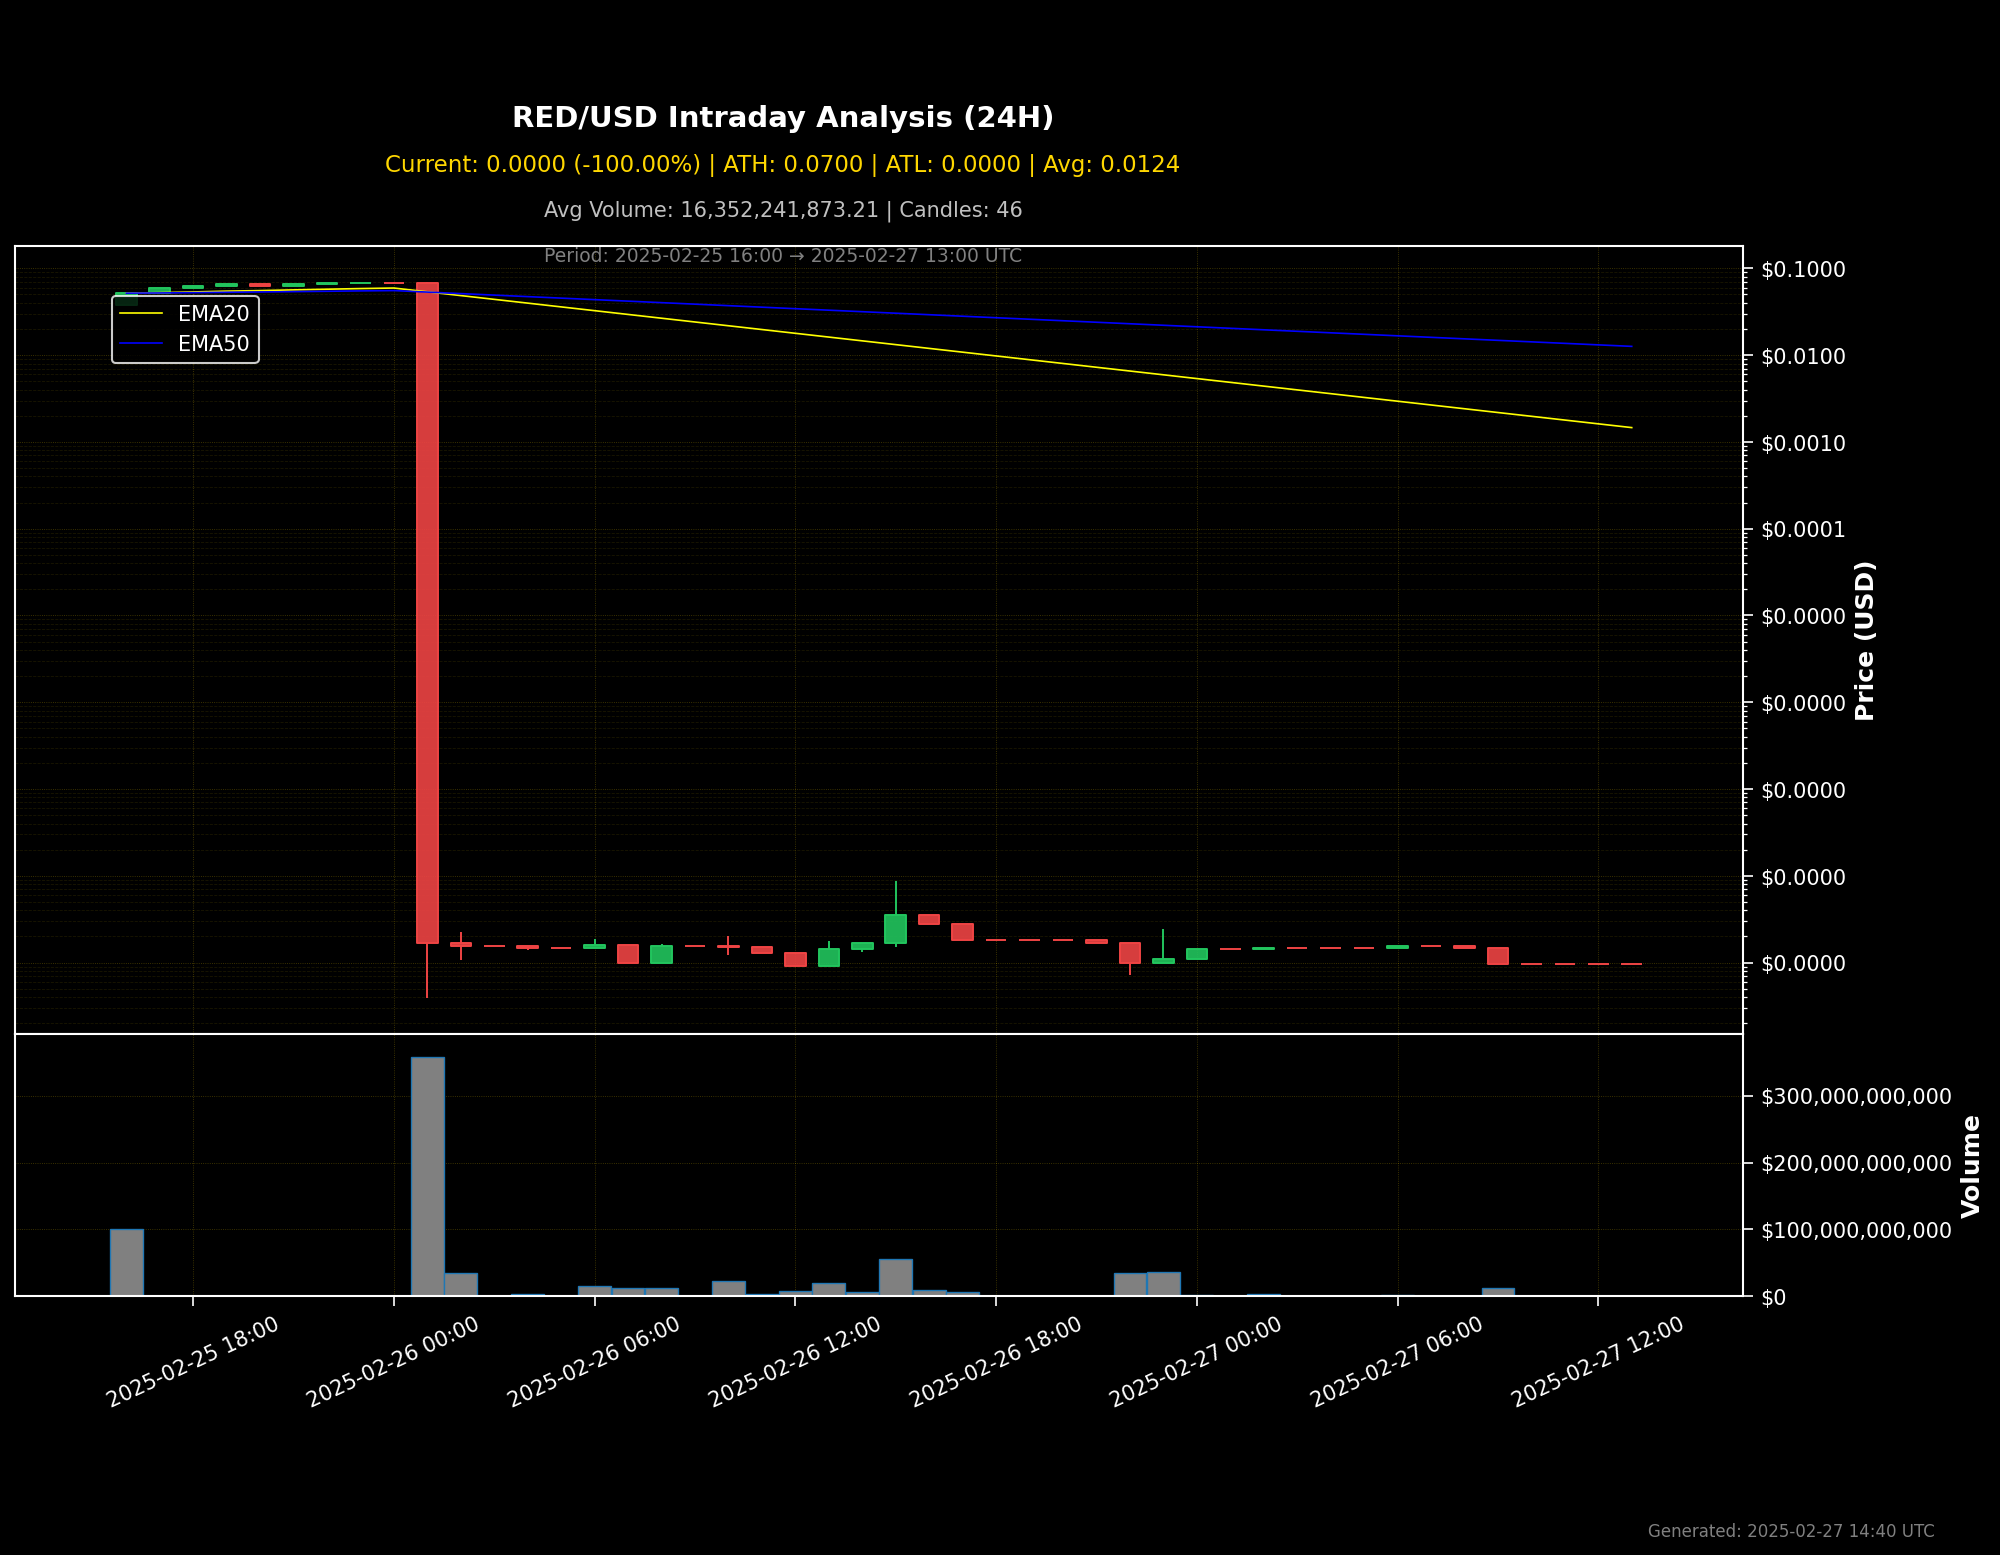 RED/USD Intraday Analysis (24H)
Current: 0.0000 (-100.00%) | ATH: 0.0700 | ATL: 0.0000 | Avg: 0.0124
Avg Volume: 16,352,241,873.21 | Candles: 46
Period: 2025-02-25 16:00 → 2025-02-27 13:00 UTC
EMA20
EMA50
$0.1000
$0.0100
$0.0010
$0.0001
$0.0000
$0.0000
$0.0000
$0.0000
$0.0000
Price (USD)
$300,000,000,000
$200,000,000,000
$100,000,000,000
$0
Volume
2025-02-25 18:00
2025-02-26 00:00
2025-02-26 06:00
2025-02-26 12:00
2025-02-26 18:00
2025-02-27 00:00
2025-02-27 06:00
2025-02-27 12:00
Generated: 2025-02-27 14:40 UTC